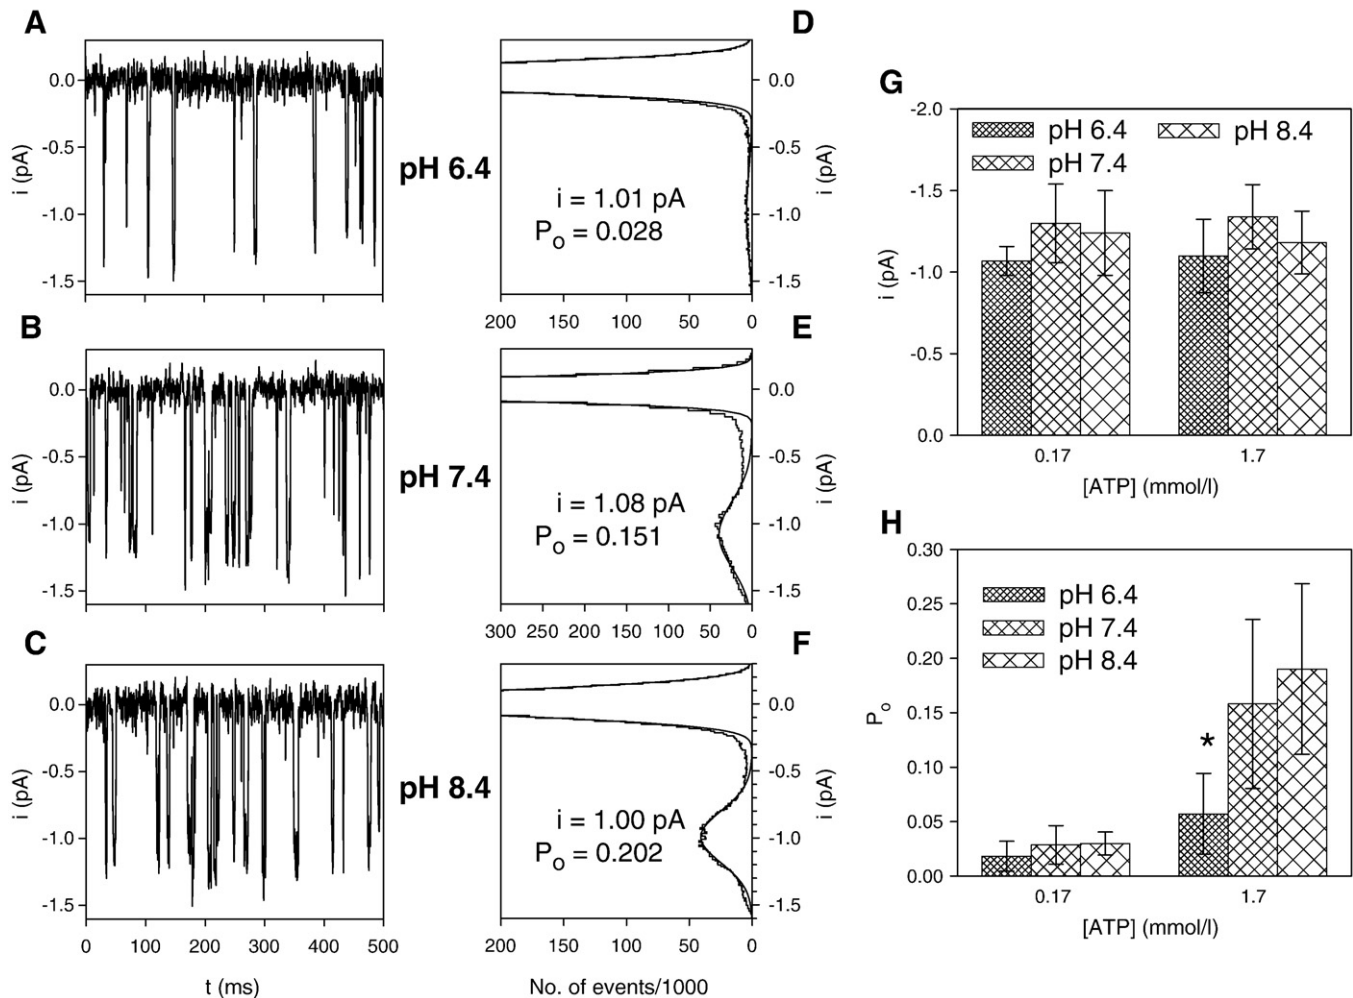 A
0.0
-0.5
-1.0
-1.5
i (pA)
pH 6.4
D
i = 1.01 pA
Po = 0.028
0.0
-0.5
-1.0
-1.5
i (pA)
200 150 100 50 0
B
0.0
-0.5
-1.0
-1.5
i (pA)
pH 7.4
E
i = 1.08 pA
Po = 0.151
0.0
-0.5
-1.0
-1.5
i (pA)
300 250 200 150 100 50 0
C
0.0
-0.5
-1.0
-1.5
i (pA)
0 100 200 300 400 500
t (ms)
pH 8.4
F
i = 1.00 pA
Po = 0.202
0.0
-0.5
-1.0
-1.5
i (pA)
200 150 100 50 0
No. of events/1000
G
-2.0
-1.5
-1.0
-0.5
0.0
i (pA)
pH 6.4 pH 8.4
pH 7.4
0.17 1.7
[ATP] (mmol/l)
H
0.30
0.25
0.20
0.15
0.10
0.05
0.00
Po
pH 6.4
pH 7.4
pH 8.4
*
0.17 1.7
[ATP] (mmol/l)